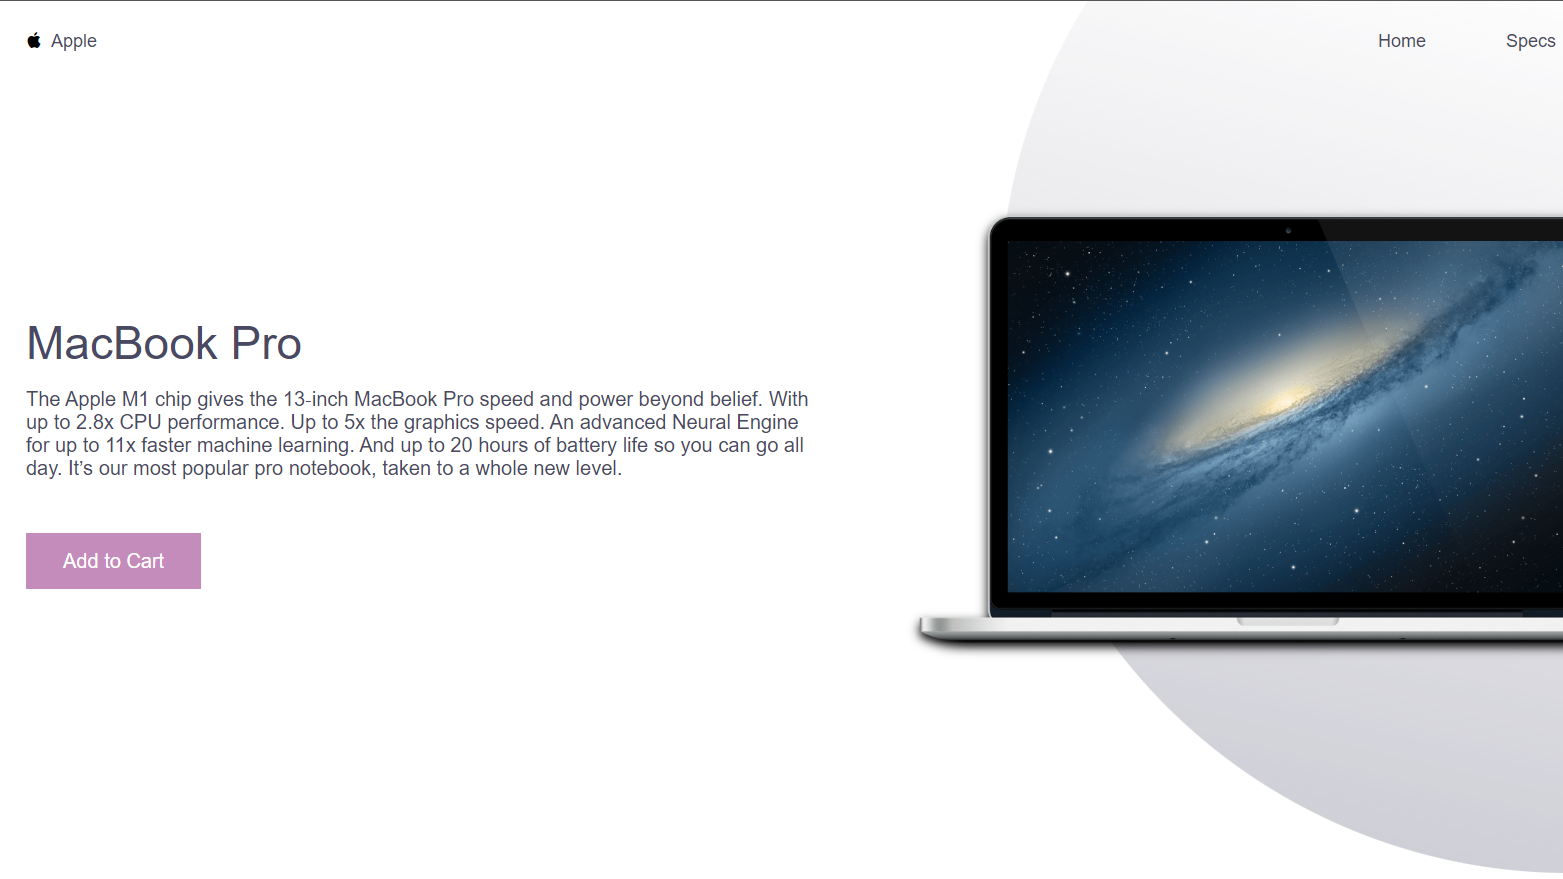 Apple
Home
Specs
MacBook Pro
The Apple M1 chip gives the 13-inch MacBook Pro speed and power beyond belief. With
up to 2.8x CPU performance. Up to 5x the graphics speed. An advanced Neural Engine
for up to 11x faster machine learning. And up to 20 hours of battery life so you can go all
day. It’s our most popular pro notebook, taken to a whole new level.
Add to Cart